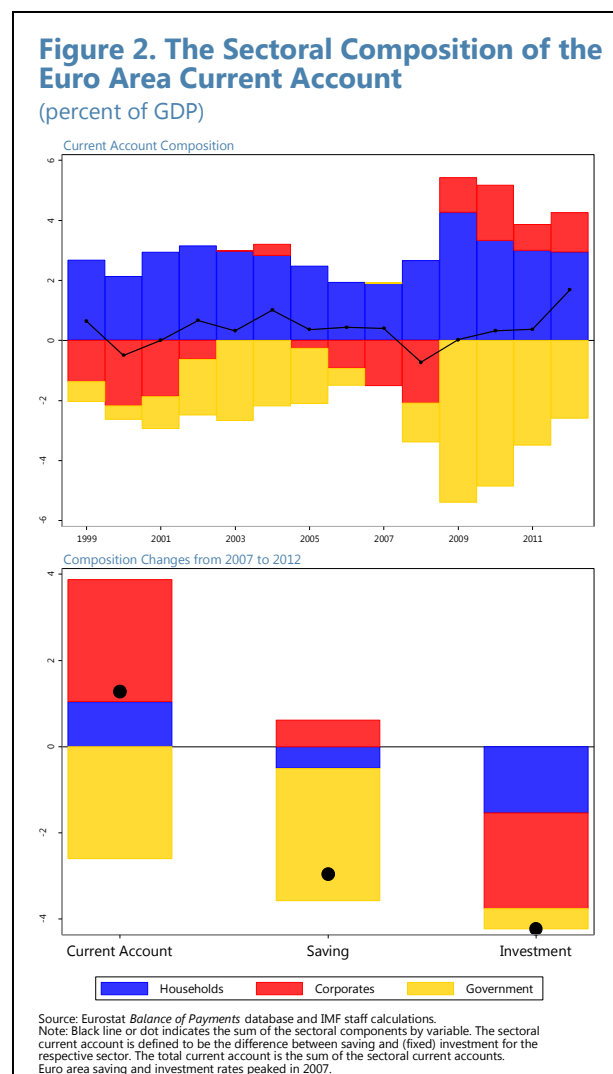 Figure 2. The Sectoral Composition of the
Euro Area Current Account
(percent of GDP)
Current Account Composition
6
4
2
0
-2
-4
-6
1999 2001 2003 2005 2007 2009 2011
Composition Changes from 2007 to 2012
4
2
0
-2
-4
Current Account Saving Investment
Households Corporates Government
Source: Eurostat Balance of Payments database and IMF staff calculations.
Note: Black line or dot indicates the sum of the sectoral components by variable. The sectoral
current account is defined to be the difference between saving and (fixed) investment for the
respective sector. The total current account is the sum of the sectoral current accounts.
Euro area saving and investment rates peaked in 2007.